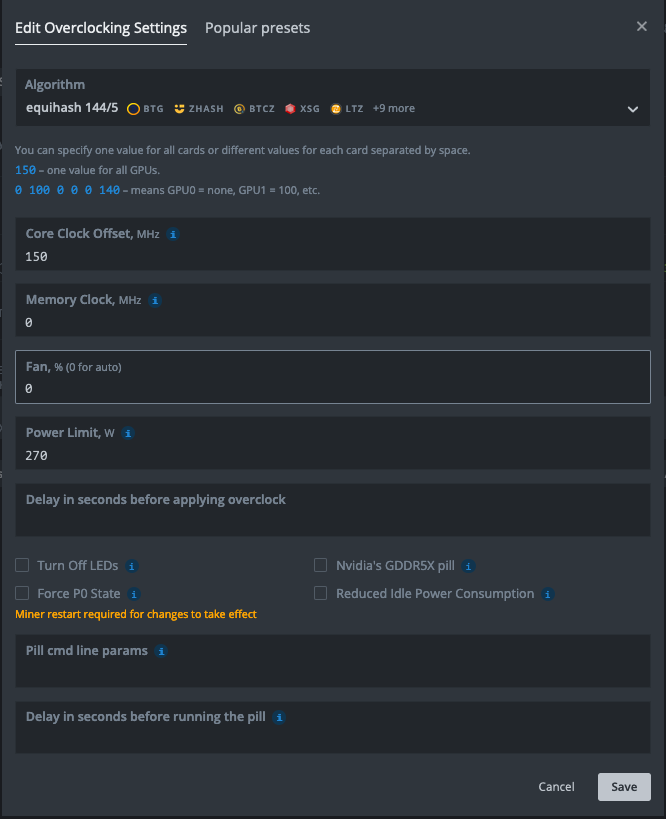 Edit Overclocking Settings Popular presets
Algorithm
equihash 144/5 BTG ZHASH BTCZ XSG LTZ +9 more
You can specify one value for all cards or different values for each card separated by space.
150 – one value for all GPUs.
0 100 0 0 0 140 – means GPU0 = none, GPU1 = 100, etc.
Core Clock Offset, MHz i
150
Memory Clock, MHz i
0
Fan, % (0 for auto)
0
Power Limit, W i
270
Delay in seconds before applying overclock
Turn Off LEDs i Nvidia's GDDR5X pill i
Force P0 State i Reduced Idle Power Consumption i
Miner restart required for changes to take effect
Pill cmd line params i
Delay in seconds before running the pill i
Cancel Save